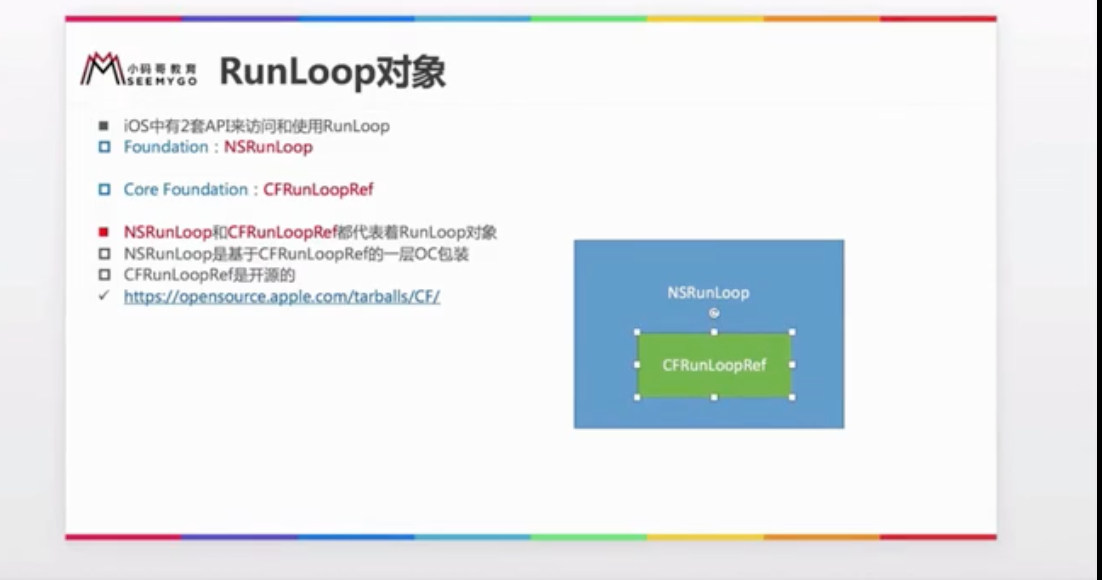 小码哥教育
SEEMYGO
RunLoop对象
iOS中有2套API来访问和使用RunLoop
Foundation：NSRunLoop
Core Foundation：CFRunLoopRef
NSRunLoop和CFRunLoopRef都代表着RunLoop对象
NSRunLoop是基于CFRunLoopRef的一层OC包装
CFRunLoopRef是开源的
https://opensource.apple.com/tarballs/CF/
NSRunLoop
CFRunLoopRef